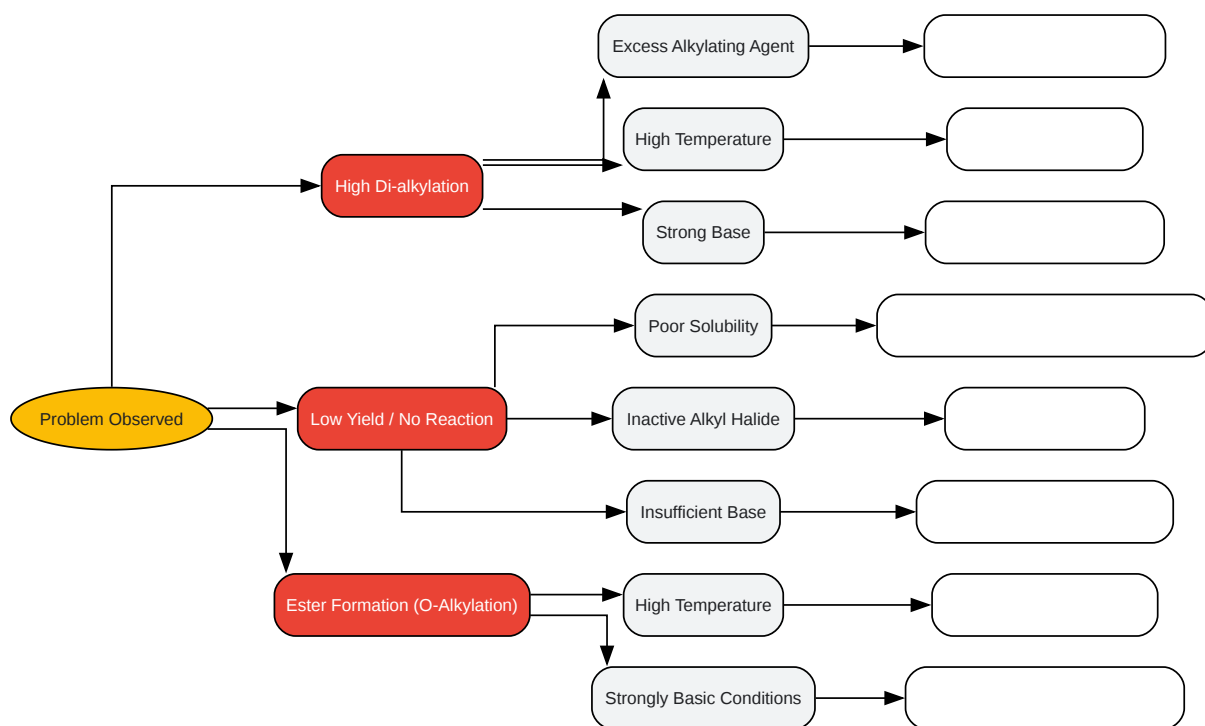 Excess Alkylating Agent
High Temperature
High Di-alkylation
Strong Base
Poor Solubility
Problem Observed
Low Yield / No Reaction
Inactive Alkyl Halide
Insufficient Base
Ester Formation (O-Alkylation)
High Temperature
Strongly Basic Conditions